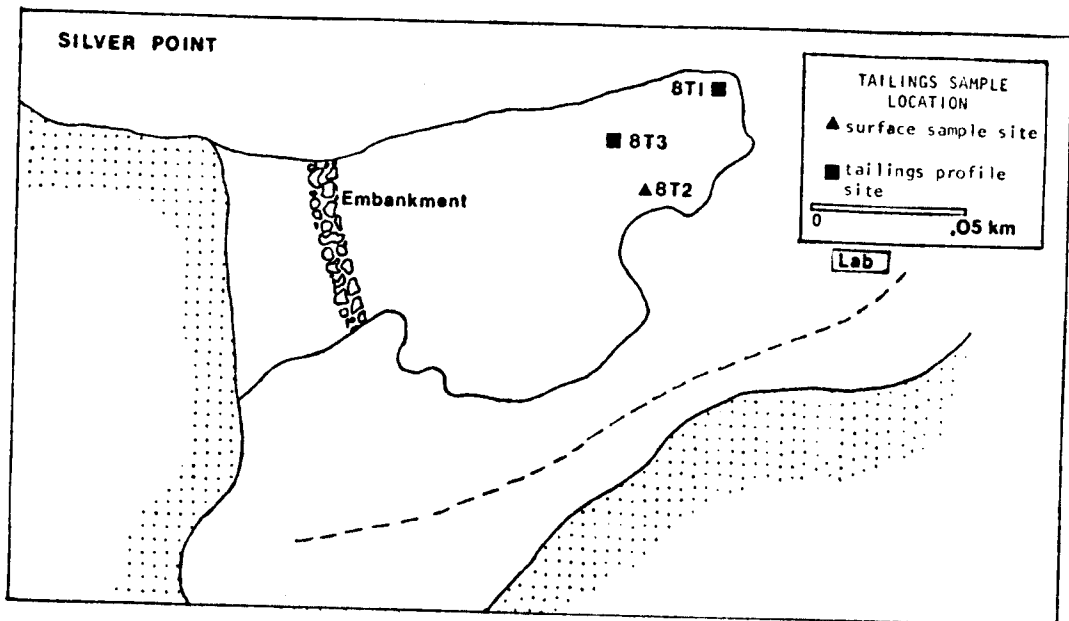 SILVER POINT
8T1
8T3
8T2
Embankment
TAILINGS SAMPLE
LOCATION
surface sample site
tailings profile
site
0 .05 km
Lab